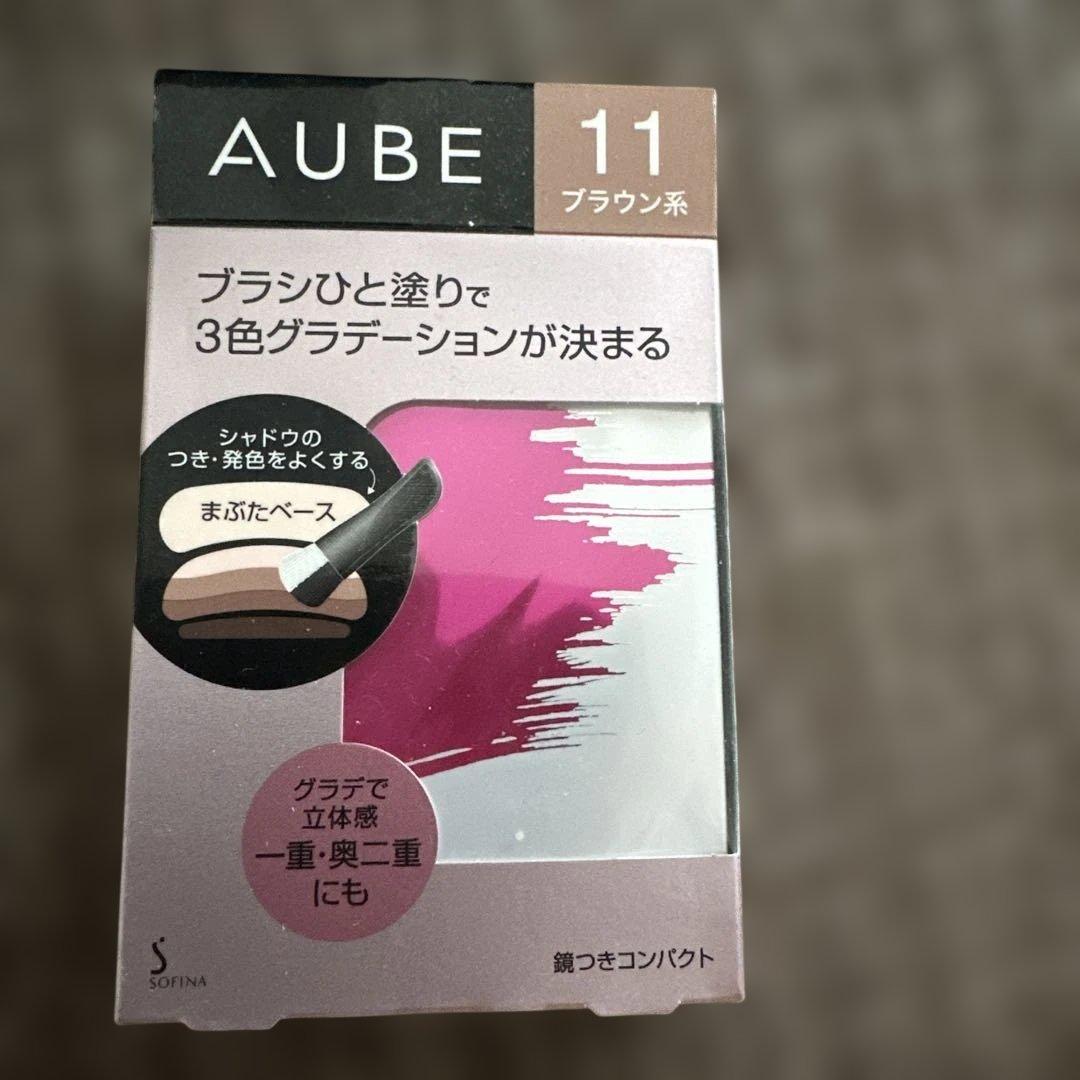 AUBE
11
ブラウン系
ブラシひと塗りで
3色グラデーションが決まる
シャドウの
つき・発色をよくする
まぶたベース
グラデで
立体感
一重・奥二重
にも
SOFINA
鏡つきコンパクト